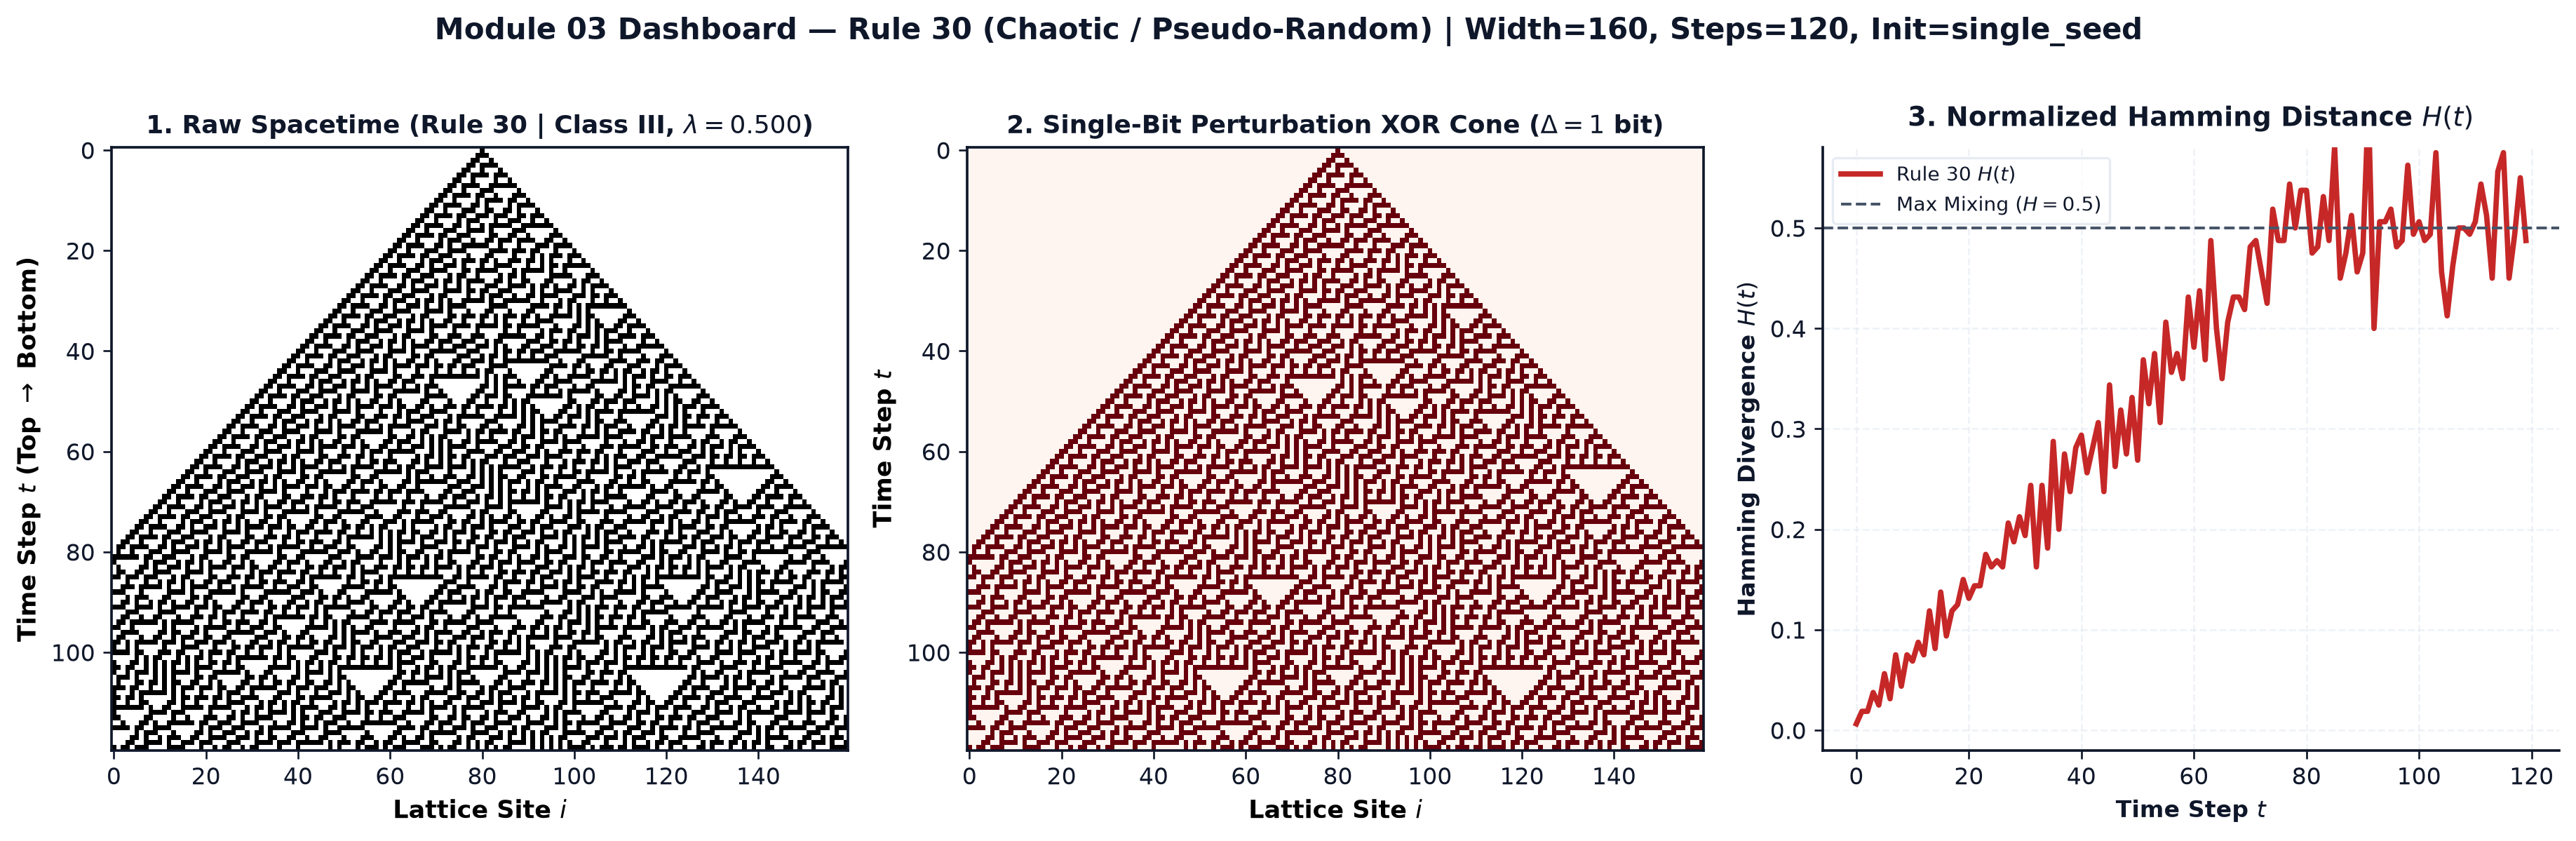 Module 03 Dashboard — Rule 30 (Chaotic / Pseudo-Random) | Width=160, Steps=120, Init=single_seed
1. Raw Spacetime (Rule 30 | Class III, λ = 0.500)
Time Step t (Top → Bottom)
0
20
40
60
80
100
0 20 40 60 80 100 120 140
Lattice Site i
2. Single-Bit Perturbation XOR Cone (Δ = 1 bit)
Time Step t
0
20
40
60
80
100
0 20 40 60 80 100 120 140
Lattice Site i
3. Normalized Hamming Distance H(t)
Rule 30 H(t)
Max Mixing (H = 0.5)
Hamming Divergence H(t)
0.5
0.4
0.3
0.2
0.1
0.0
0 20 40 60 80 100 120
Time Step t